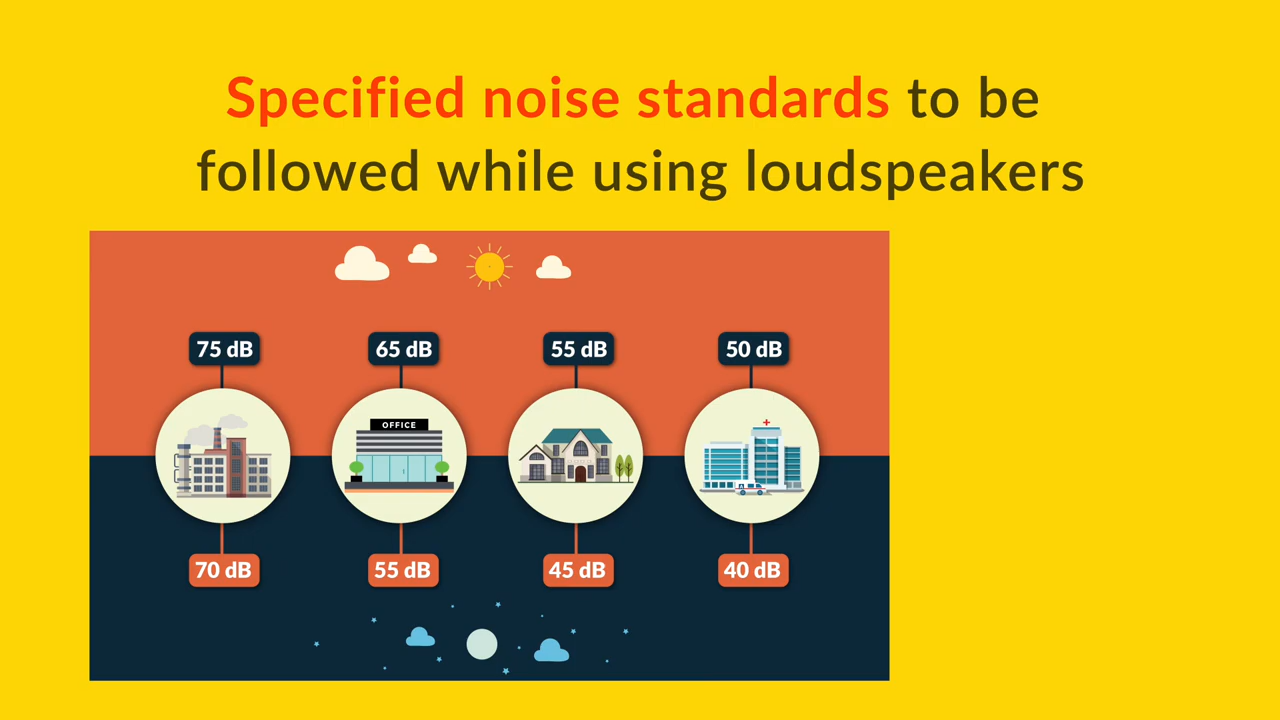 Specified noise standards to be
followed while using loudspeakers
75 dB
65 dB
55 dB
50 dB
OFFICE
70 dB
55 dB
45 dB
40 dB